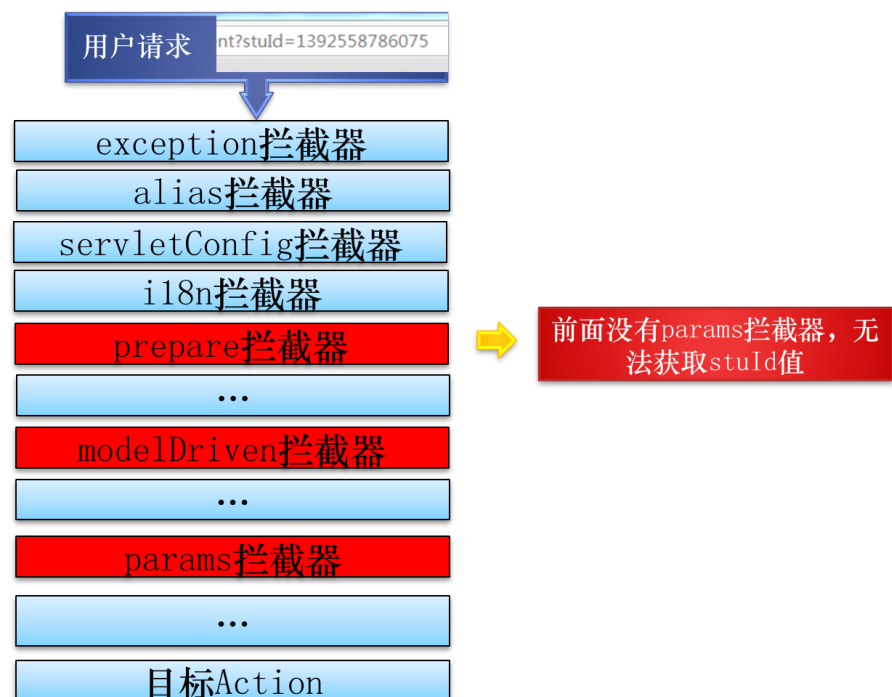 用户请求
nt?stuId=1392558786075
exception拦截器
alias拦截器
servletConfig拦截器
i18n拦截器
prepare拦截器
前面没有params拦截器，无
法获取stuId值
...
modelDriven拦截器
...
params拦截器
...
目标Action